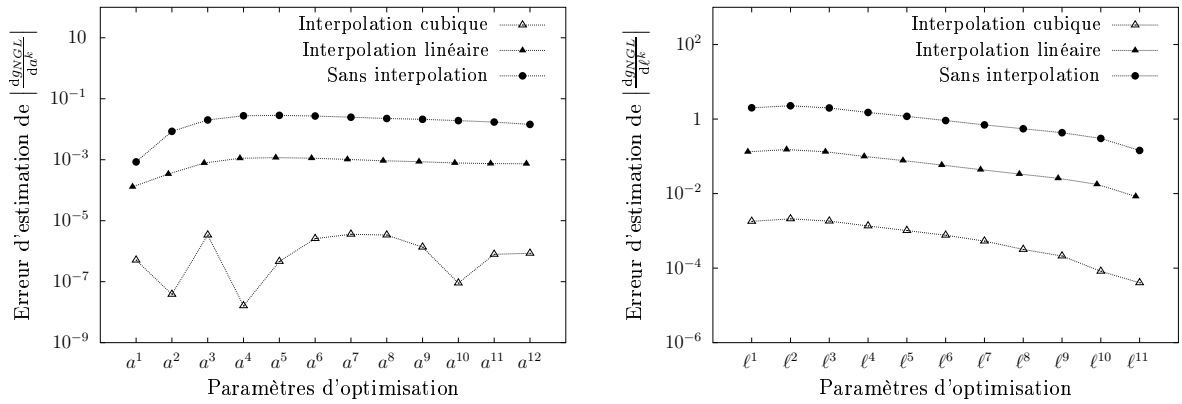 Erreur d'estimation de |dg_NGL/da^k|
10
10^−1
10^−3
10^−5
10^−7
10^−9
Interpolation cubique
Interpolation linéaire
Sans interpolation
a^1 a^2 a^3 a^4 a^5 a^6 a^7 a^8 a^9 a^10 a^11 a^12
Paramètres d'optimisation
Erreur d'estimation de |dg_NGL/dℓ^k|
10^2
1
10^−2
10^−4
10^−6
Interpolation cubique
Interpolation linéaire
Sans interpolation
ℓ^1 ℓ^2 ℓ^3 ℓ^4 ℓ^5 ℓ^6 ℓ^7 ℓ^8 ℓ^9 ℓ^10 ℓ^11
Paramètres d'optimisation